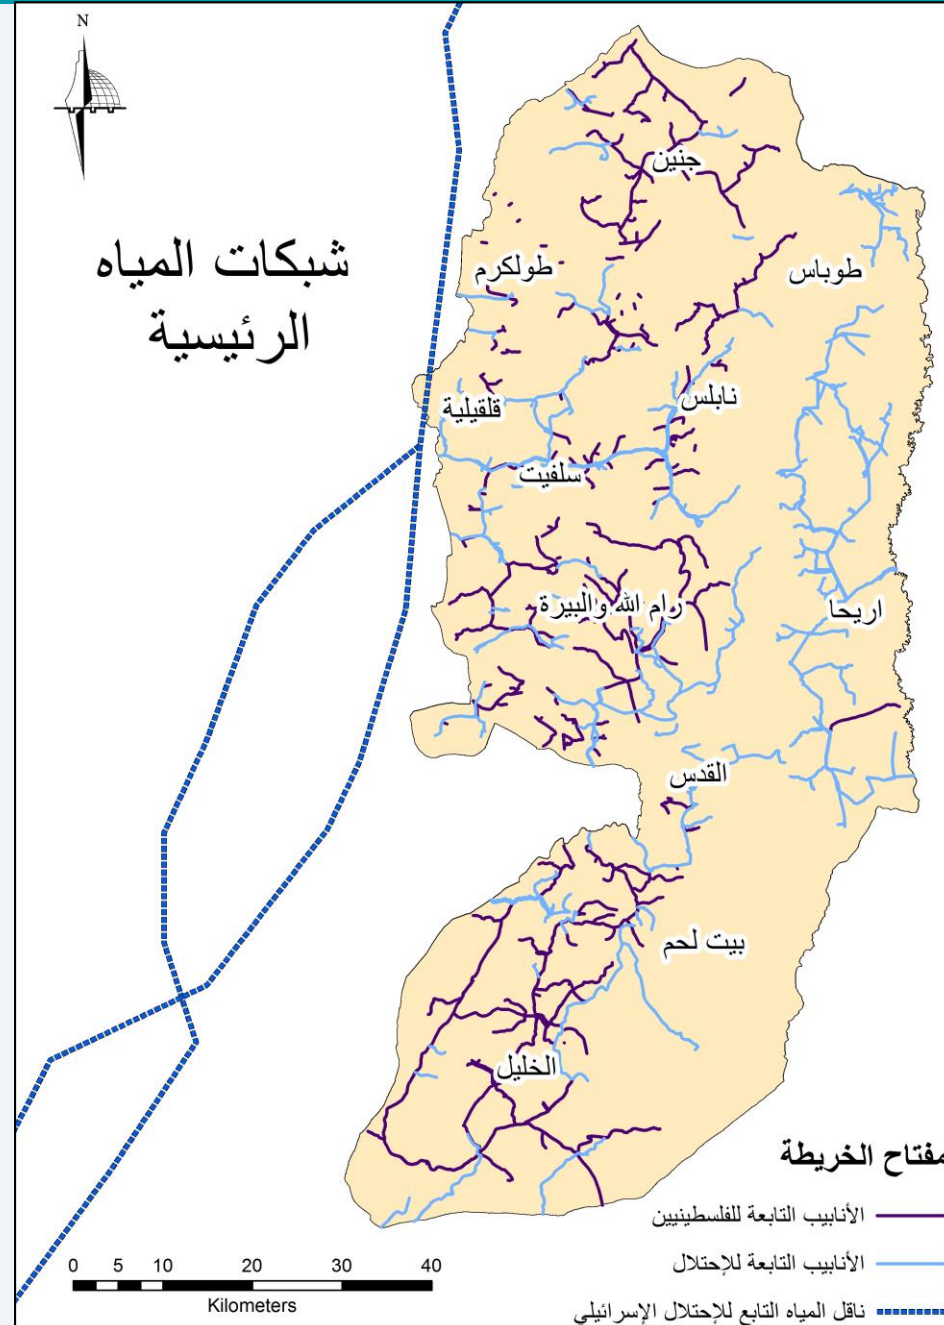 N
شبكات المياه
الرئيسية
جنين
طولكرم
طوباس
قلقيلية
نابلس
سلفيت
رام الله والبيرة
اريحا
القدس
بيت لحم
الخليل
مفتاح الخريطة
الأنابيب التابعة للفلسطينيين
الأنابيب التابعة للإحتلال
ناقل المياه التابع للإحتلال الإسرائيلي
0 5 10 20 30 40
Kilometers